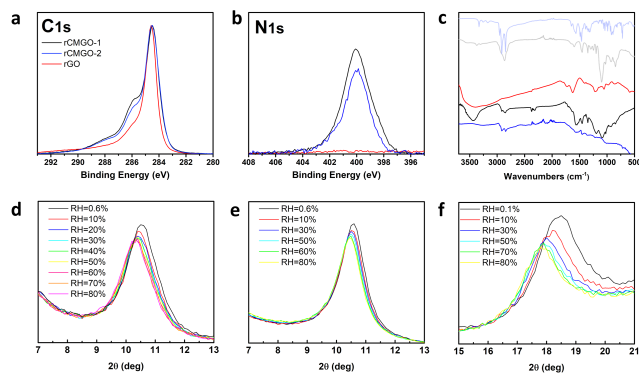 a
C1s
rCMGO-1
rCMGO-2
rGO
292 290 288 286 284 282 280
Binding Energy (eV)
b
N1s
408 404 400 396
Binding Energy (eV)
c
3500 3000 2500 2000 1500 1000 500
Wavenumbers (cm-1)
d
RH=0.6%
RH=10%
RH=20%
RH=30%
RH=40%
RH=50%
RH=60%
RH=70%
RH=80%
7 8 9 10 11 12 13
2θ (deg)
e
RH=0.6%
RH=10%
RH=30%
RH=50%
RH=60%
RH=80%
7 8 9 10 11 12 13
2θ (deg)
f
RH=0.1%
RH=10%
RH=30%
RH=50%
RH=70%
RH=80%
15 16 17 18 19 20 21
2θ (deg)